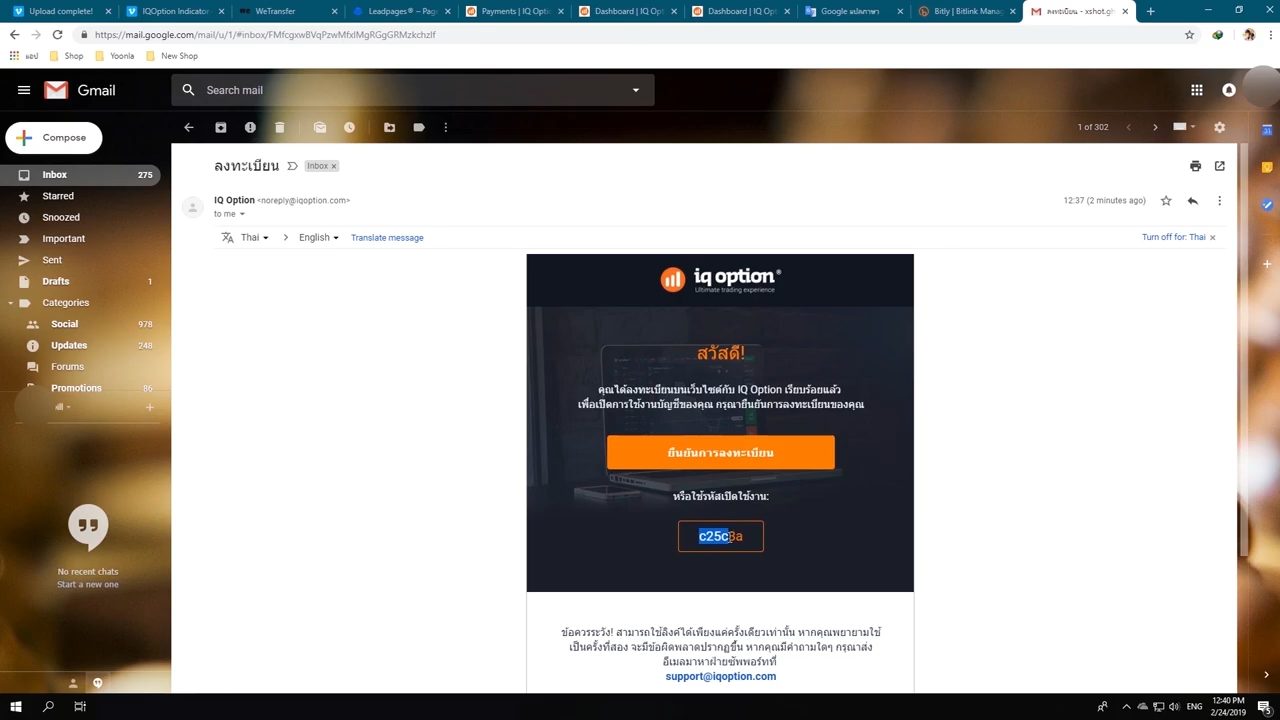 Upload complete!
IQOption Indicator
WeTransfer
Leadpages® – Page
Payments | IQ Optio
Dashboard | IQ Opt
Dashboard | IQ Opt
Google แปลภาษา
Bitly | Bitlink Manag
ลงทะเบียน - xshot.gh
https://mail.google.com/mail/u/1/#inbox/FMfcgxwBVqPzwMfxlMgRGgGRMzkchzlf
แอป
Shop
Yoonla
New Shop
Gmail
Search mail
Compose
1 of 302
Inbox 275
Starred
Snoozed
Important
Sent
Drafts 1
Categories
Social 978
Updates 248
Forums
Promotions 86
No recent chats
Start a new one
ลงทะเบียน
Inbox ×
IQ Option <noreply@iqoption.com>
12:37 (2 minutes ago)
to me
Thai > English Translate message
Turn off for: Thai ×
iq option®
Ultimate trading experience
สวัสดี!
คุณได้ลงทะเบียนบนเว็บไซต์กับ IQ Option เรียบร้อยแล้ว
เพื่อเปิดการใช้งานบัญชีของคุณ กรุณายืนยันการลงทะเบียนของคุณ
ยืนยันการลงทะเบียน
หรือใช้รหัสเปิดใช้งาน:
c25c3a
ข้อควรระวัง! สามารถใช้ลิงค์ได้เพียงแค่ครั้งเดียวเท่านั้น หากคุณพยายามใช้
เป็นครั้งที่สอง จะมีข้อผิดพลาดปรากฏขึ้น หากคุณมีคำถามใดๆ กรุณาส่ง
อีเมลมาหาฝ่ายซัพพอร์ทที่
support@iqoption.com
ENG
12:40 PM
2/24/2019
5